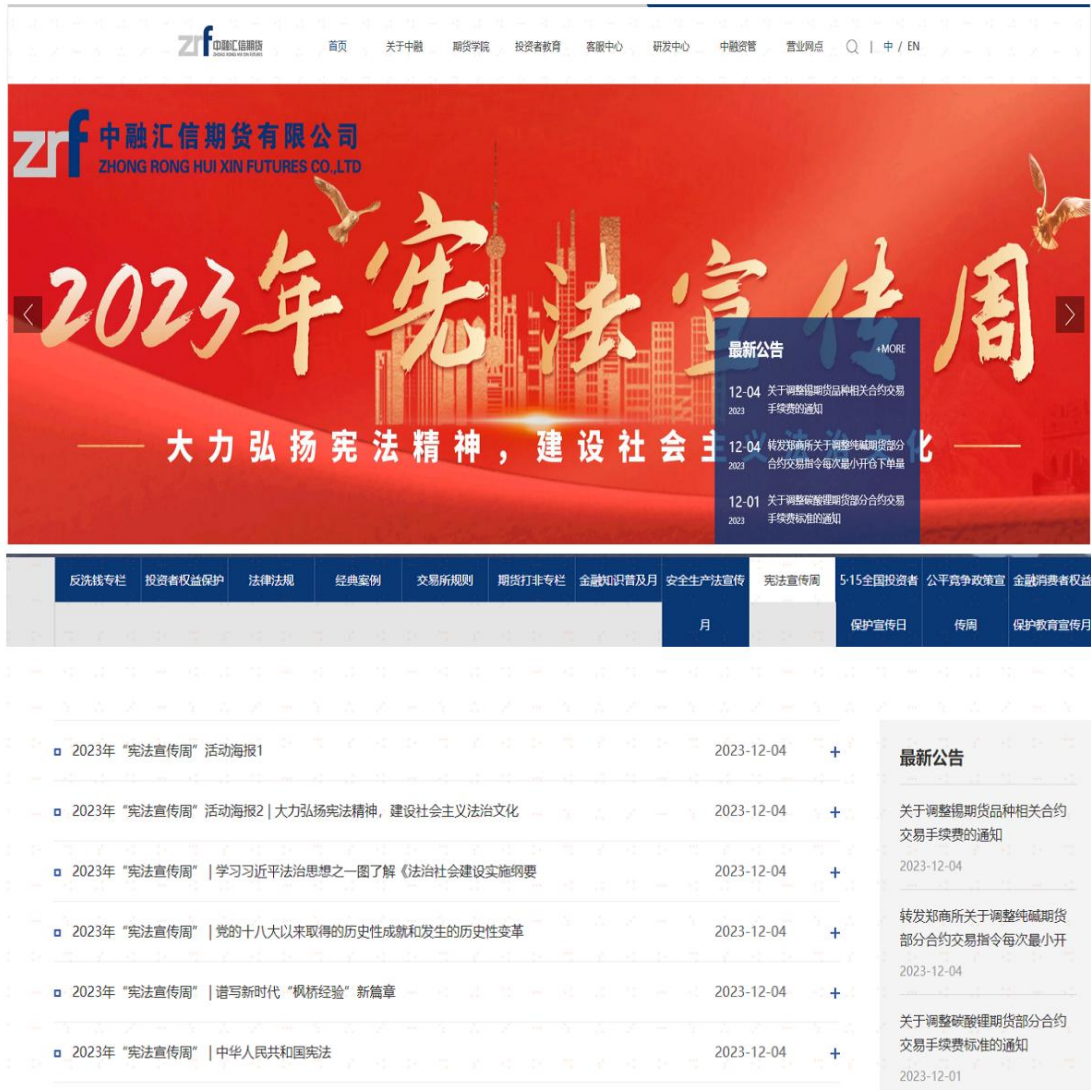 zrf 中融汇信期货
首页 关于中融 期货学院 投资者教育 客服中心 研发中心 中融资管 营业网点 | 中 / EN
zrf 中融汇信期货有限公司
ZHONG RONG HUI XIN FUTURES CO.,LTD
2023年宪法宣传周
大力弘扬宪法精神，建设社会主义法治文化
最新公告 +MORE
12-04 关于调整锡期货品种相关合约交易
2023 手续费的通知
12-04 转发郑商所关于调整纯碱期货部分
2023 合约交易指令每次最小开仓下单量
12-01 关于调整碳酸锂期货部分合约交易
2023 手续费标准的通知
反洗钱专栏 投资者权益保护 法律法规 经典案例 交易所规则 期货打非专栏 金融知识普及月 安全生产法宣传 宪法宣传周 5·15全国投资者 公平竞争政策宣 金融消费者权益
月 保护宣传日 传周 保护教育宣传月
2023年“宪法宣传周”活动海报1 2023-12-04 +
2023年“宪法宣传周”活动海报2 | 大力弘扬宪法精神，建设社会主义法治文化 2023-12-04 +
2023年“宪法宣传周” | 学习习近平法治思想之一图了解《法治社会建设实施纲要 2023-12-04 +
2023年“宪法宣传周” | 党的十八大以来取得的历史性成就和发生的历史性变革 2023-12-04 +
2023年“宪法宣传周” | 谱写新时代“枫桥经验”新篇章 2023-12-04 +
2023年“宪法宣传周” | 中华人民共和国宪法 2023-12-04 +
最新公告
关于调整锡期货品种相关合约
交易手续费的通知
2023-12-04
转发郑商所关于调整纯碱期货
部分合约交易指令每次最小开
2023-12-04
关于调整碳酸锂期货部分合约
交易手续费标准的通知
2023-12-01